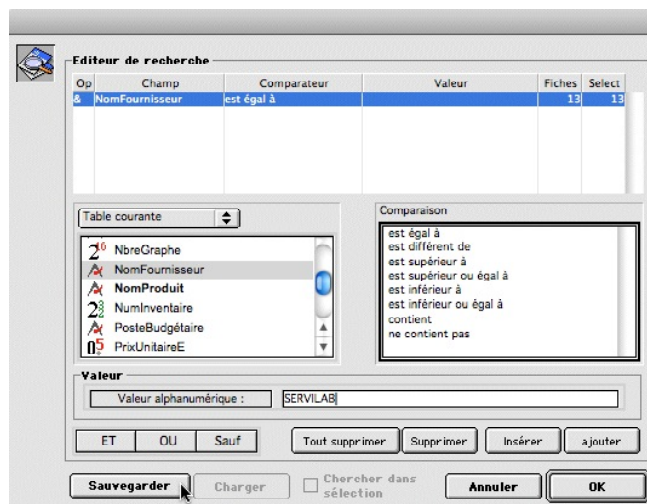 Editeur de recherche
Op Champ Comparateur Valeur Fiches Select
& NomFournisseur est égal à 13 13
Table courante
NbreGraphe
NomFournisseur
NomProduit
NumInventaire
PosteBudgétaire
PrixUnitaireE
Comparaison
est égal à
est différent de
est supérieur à
est supérieur ou égal à
est inférieur à
est inférieur ou égal à
contient
ne contient pas
Valeur
Valeur alphanumérique : SERVILAB
ET OU Sauf Tout supprimer Supprimer Insérer ajouter
Sauvegarder Charger Chercher dans sélection Annuler OK